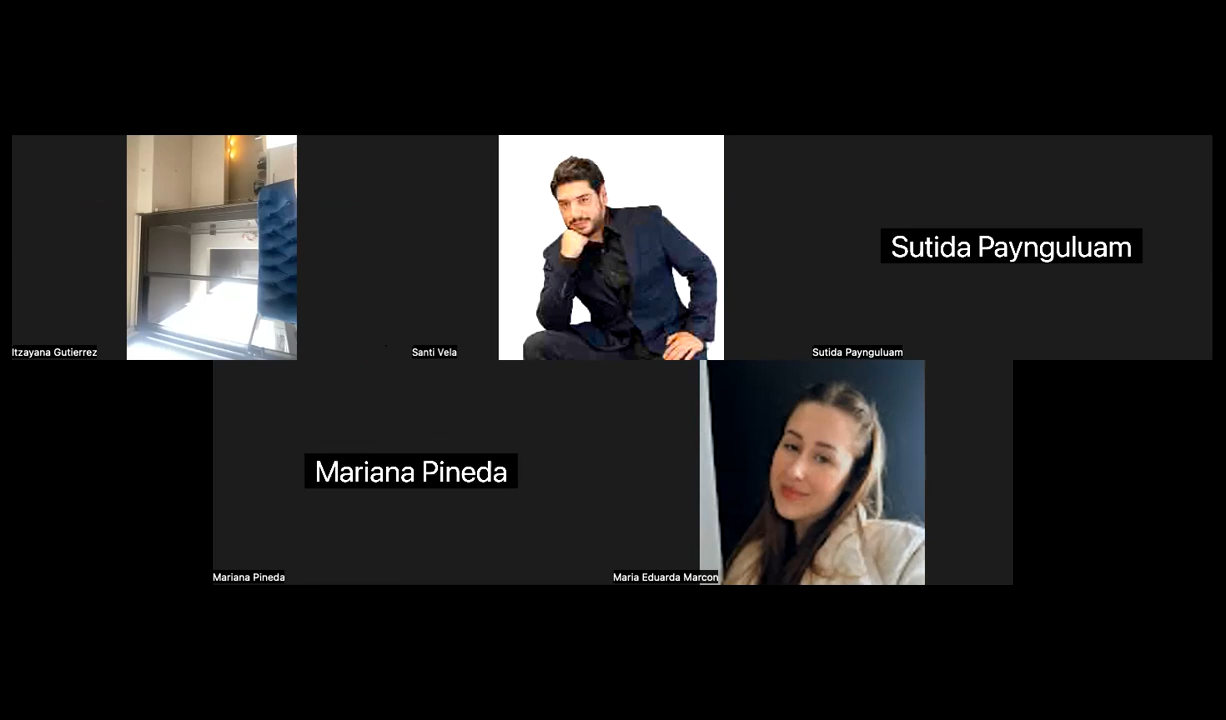 Sutida Paynguluam
Itzayana Gutierrez
Santi Vela
Sutida Paynguluam
Mariana Pineda
Mariana Pineda
Maria Eduarda Marcon